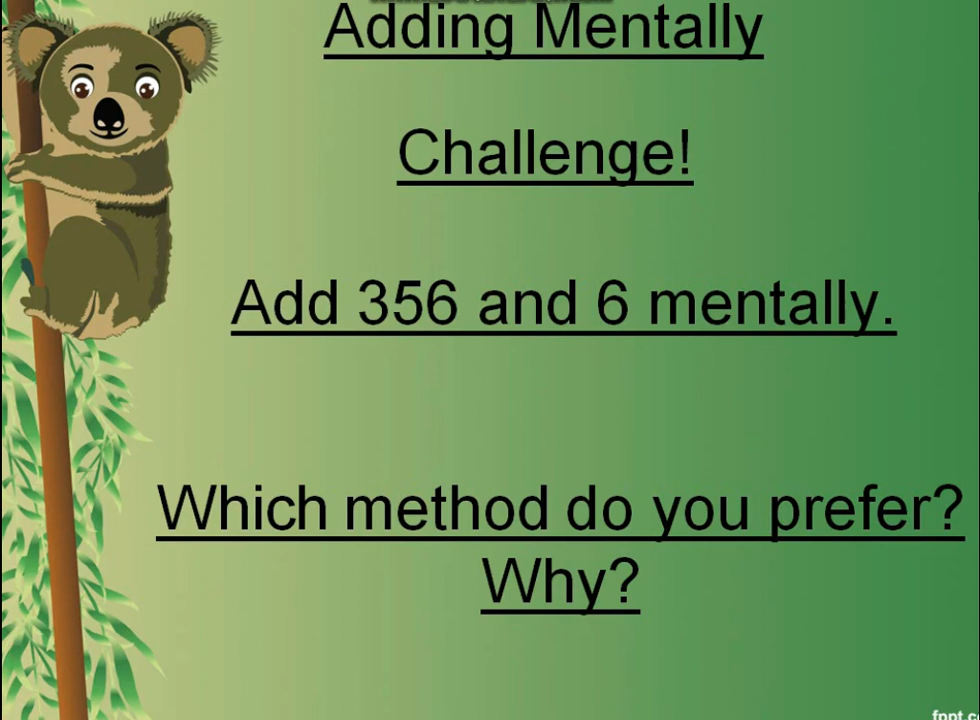 Adding Mentally
Challenge!
Add 356 and 6 mentally.
Which method do you prefer?
Why?